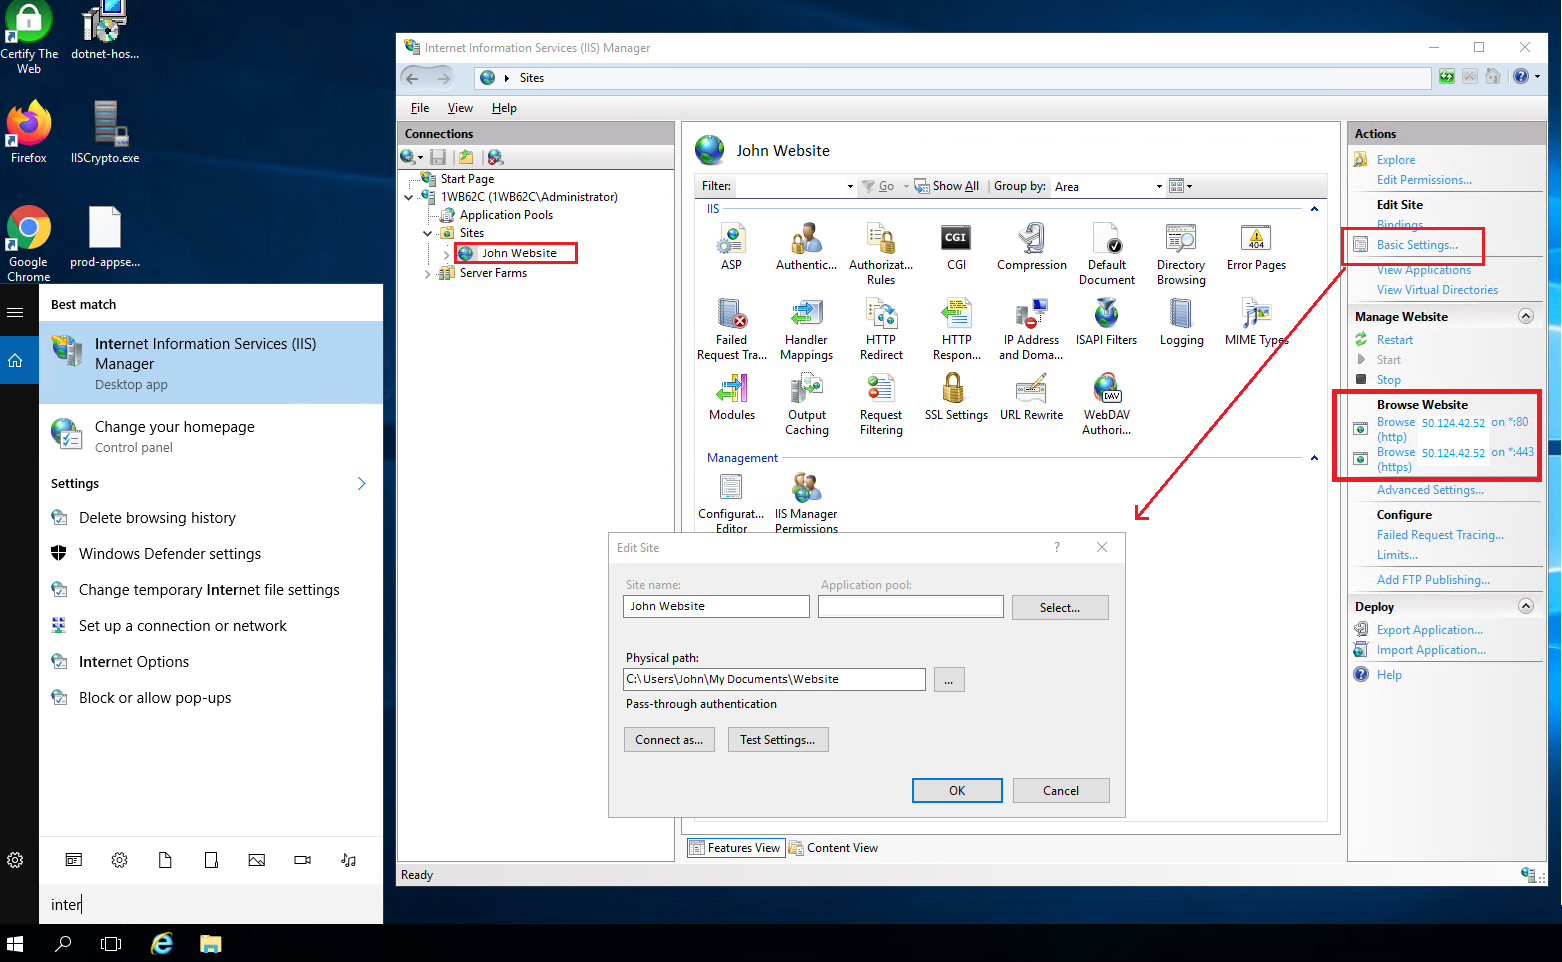 Certify The
Web
dotnet-hos...
Firefox
IISCrypto.exe
Google
Chrome
prod-appse...
Best match
Internet Information Services (IIS)
Manager
Desktop app
Change your homepage
Control panel
Settings
Delete browsing history
Windows Defender settings
Change temporary Internet file settings
Set up a connection or network
Internet Options
Block or allow pop-ups
inter
Internet Information Services (IIS) Manager
Sites
File View Help
Connections
Start Page
1WB62C (1WB62C\Administrator)
Application Pools
Sites
John Website
Server Farms
John Website
Filter: Go Show All Group by: Area
IIS
ASP Authentic... Authorizat... CGI Compression Default Directory Error Pages
Rules Document Browsing
Failed Handler HTTP HTTP IP Address ISAPI Filters Logging MIME Types
Request Tra... Mappings Redirect Respon... and Doma...
Modules Output Request SSL Settings URL Rewrite WebDAV
Caching Filtering Authori...
CGI
404
DAV
Management
Configurat... IIS Manager
Editor Permissions
Edit Site
?
Site name: Application pool:
John Website Select...
Physical path:
C:\Users\John\My Documents\Website ...
Pass-through authentication
Connect as... Test Settings...
OK Cancel
Features View Content View
Ready
Actions
Explore
Edit Permissions...
Edit Site
Bindings...
Basic Settings...
View Applications
View Virtual Directories
Manage Website
Restart
Start
Stop
Browse Website
Browse 50.124.42.52 on *:80
(http)
Browse 50.124.42.52 on *:443
(https)
Advanced Settings...
Configure
Failed Request Tracing...
Limits...
Add FTP Publishing...
Deploy
Export Application...
Import Application...
Help